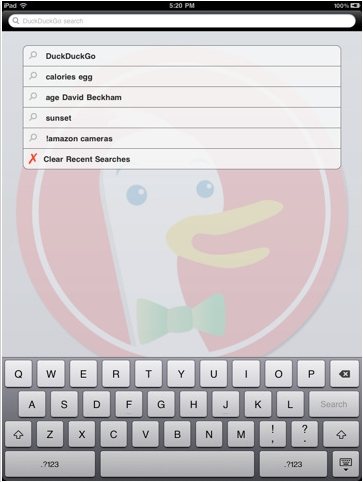 iPad 5:20 PM 100%
DuckDuckGo search
DuckDuckGo
calories egg
age David Beckham
sunset
!amazon cameras
Clear Recent Searches
Q W E R T Y U I O P
A S D F G H J K L Search
Z X C V B N M ! , ? .
.?123 .?123